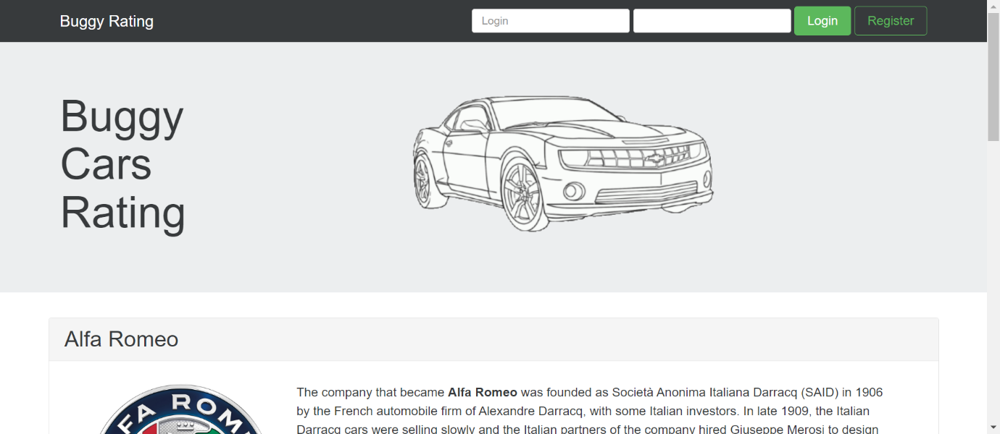 Buggy Rating
Login
Login
Register
Buggy
Cars
Rating
Alfa Romeo
FA ROM
The company that became Alfa Romeo was founded as Società Anonima Italiana Darracq (SAID) in 1906
by the French automobile firm of Alexandre Darracq, with some Italian investors. In late 1909, the Italian
Darracq cars were selling slowly and the Italian partners of the company hired Giuseppe Merosi to design